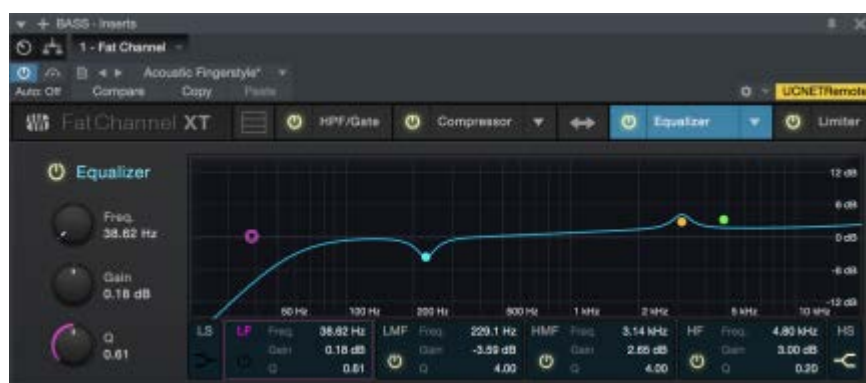 BASS - Inserts
1 - Fat Channel
Acoustic Fingerstyle*
Auto: Off Compare Copy Paste UCNETRemote
Fat Channel XT HPF/Gate Compressor Equalizer Limiter
Equalizer
12 dB
6 dB
Freq.
38.62 Hz
0 dB
Gain
0.18 dB
-6 dB
-12 dB
50 Hz 100 Hz 200 Hz 500 Hz 1 kHz 2 kHz 5 kHz 10 kHz
Q
0.61
LS LF Freq. 38.62 Hz LMF Freq. 229.1 Hz HMF Freq. 3.14 kHz HF Freq. 4.80 kHz HS
Gain 0.18 dB Gain -3.59 dB Gain 2.65 dB Gain 3.00 dB
Q 0.61 Q 4.00 Q 4.00 Q 0.20